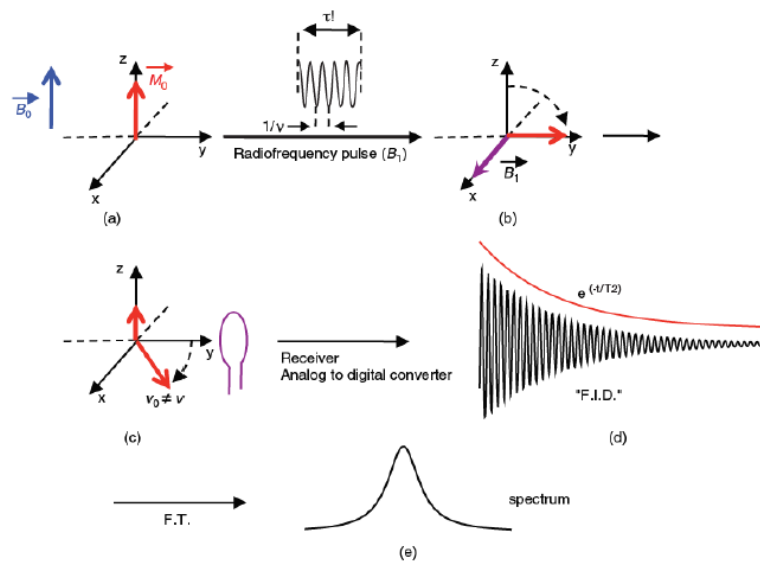 τ!
z
M₀
B₀
y
x
(a)
1/ν
Radiofrequency pulse (B₁)
z
y
B₁
x
(b)
z
y
x
ν₀ ≠ ν
(c)
Receiver
Analog to digital converter
e (-t/T2)
"F.I.D."
(d)
F.T.
spectrum
(e)